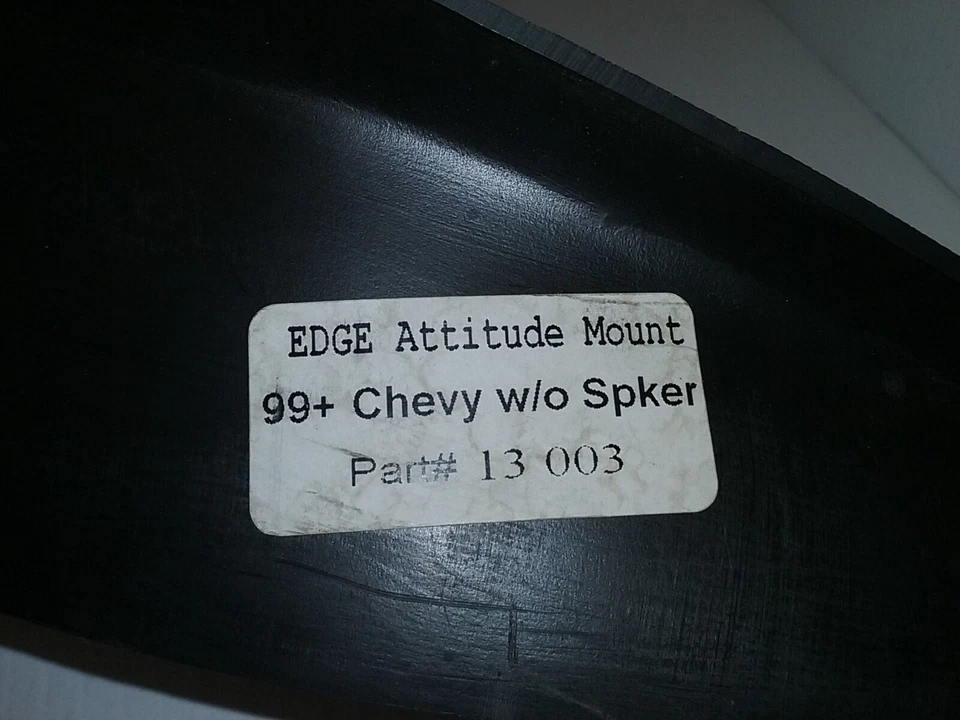 EDGE Attitude Mount
99+ Chevy w/o Spker
Part# 13 003